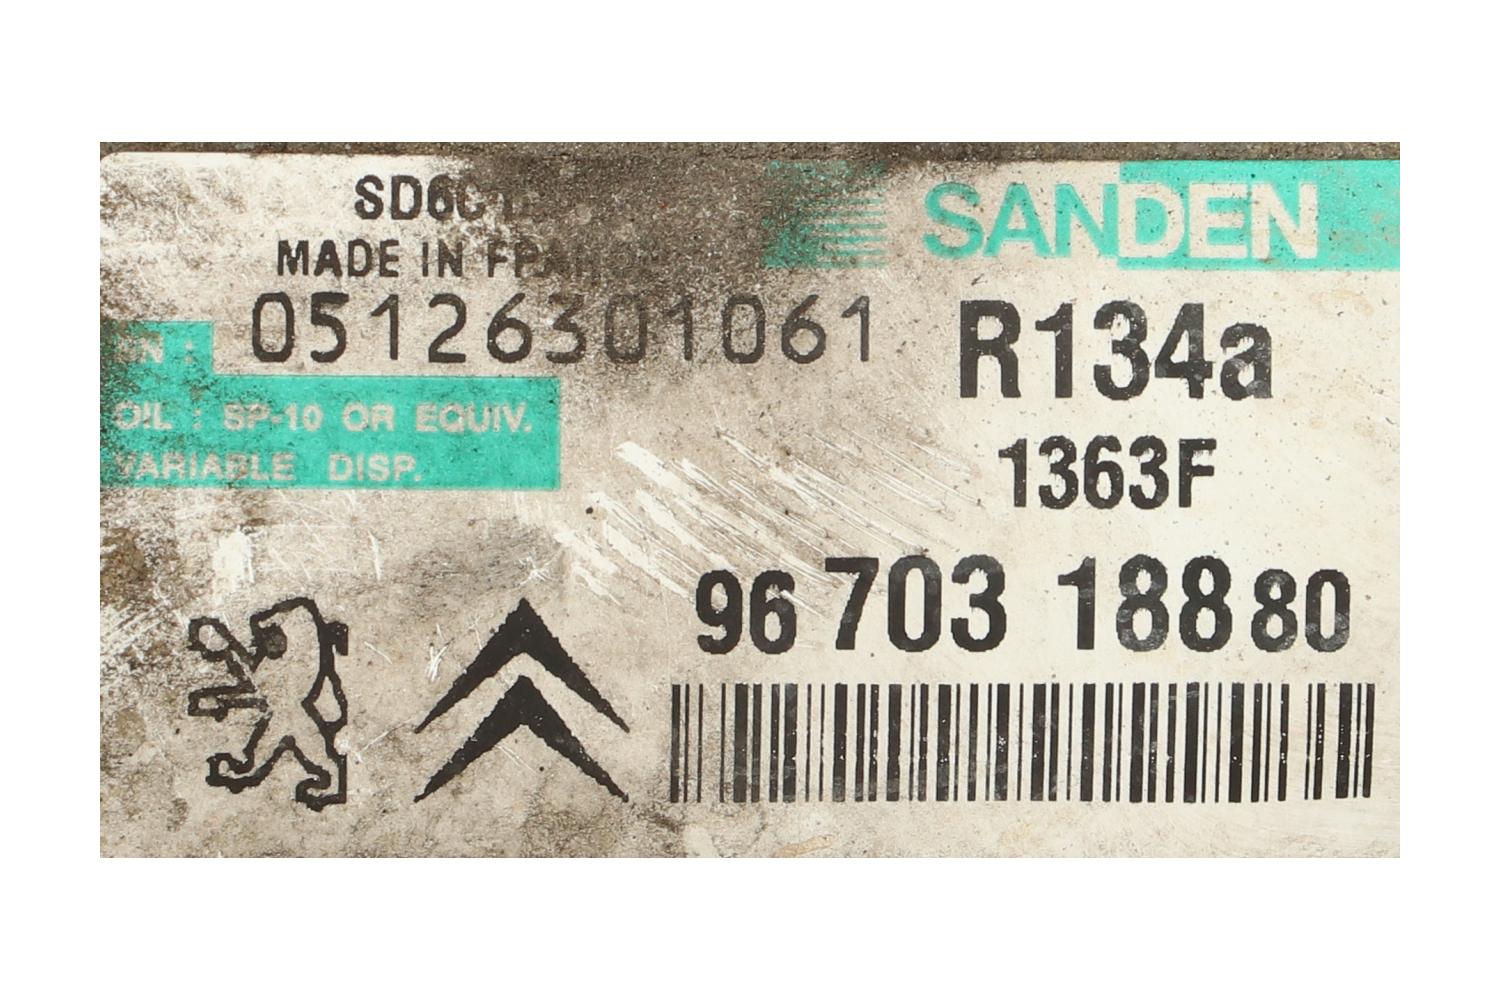 SANDEN
MADE IN
05126301061
R134a
OIL : SP-10 OR EQUIV.
VARIABLE DISP.
1363F
96 703 188 80